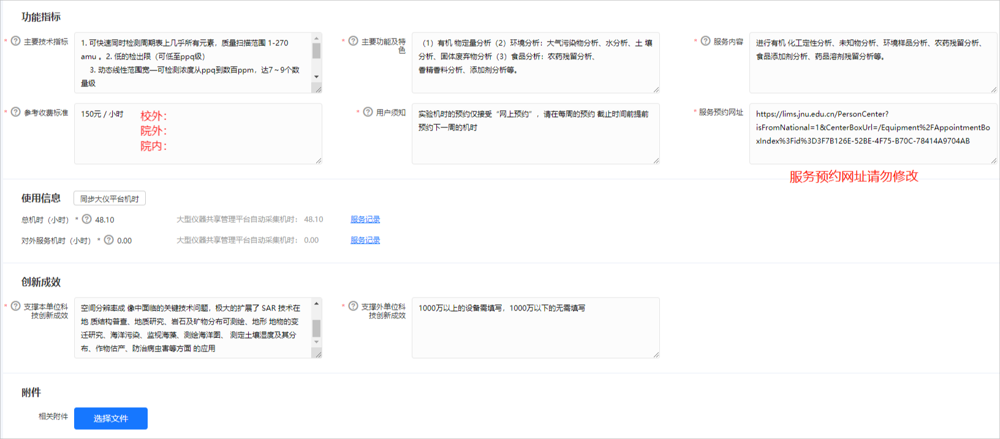 功能指标
* 主要技术指标
1. 可快速同时检测周期表上几乎所有元素，质量扫描范围 1-270
amu 。2. 低的检出限（可低至ppq级）
3. 动态线性范围宽—可检测浓度从ppq到数百ppm，达7～9个数
量级
* 主要功能及特
色
（1）有机 物定量分析（2）环境分析：大气污染物分析、水分析、土 壤
分析、固体废弃物分析（3）食品分析：农药残留分析、
香精香料分析、添加剂分析等。
* 服务内容
进行有机 化工定性分析、未知物分析、环境样品分析、农药残留分析、
食品添加剂分析、药品溶剂残留分析等。
* 参考收费标准
150元 / 小时
校外：
院外：
院内：
* 用户须知
实验机时的预约仅接受“网上预约”，请在每周的预约 截止时间前提前
预约下一周的机时
* 服务预约网址
https://lims.jnu.edu.cn/PersonCenter?
isFromNational=1&CenterBoxUrl=/Equipment%2FAppointmentBo
xIndex%3Fid%3D3F7B126E-52BE-4F75-B70C-78414A9704AB
服务预约网址请勿修改
使用信息 同步大仪平台机时
总机时（小时） * 48.10 大型仪器共享管理平台自动采集机时： 48.10 服务记录
对外服务机时（小时） * 0.00 大型仪器共享管理平台自动采集机时： 0.00 服务记录
创新成效
* 支撑本单位科
技创新成效
空间分辨率成 像中面临的关键技术问题，极大的扩展了 SAR 技术在
地 质结构普查、地质研究、岩石及矿物分布可测绘、地形 地物的变
迁研究、海洋污染、监视海藻、测绘海洋图、 测定土壤湿度及其分
布、作物估产、防治病虫害等方面 的应用
* 支撑外单位科
技创新成效
1000万以上的设备需填写，1000万以下的无需填写
附件
相关附件 选择文件